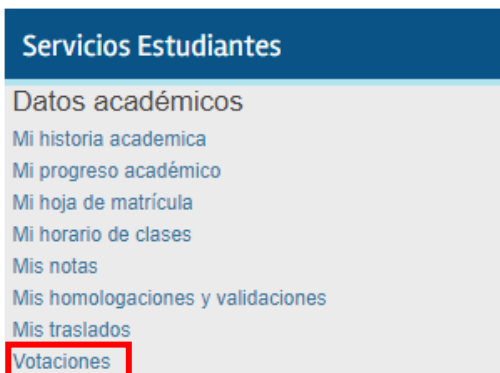 Servicios Estudiantes
Datos académicos
Mi historia academica
Mi progreso académico
Mi hoja de matrícula
Mi horario de clases
Mis notas
Mis homologaciones y validaciones
Mis traslados
Votaciones